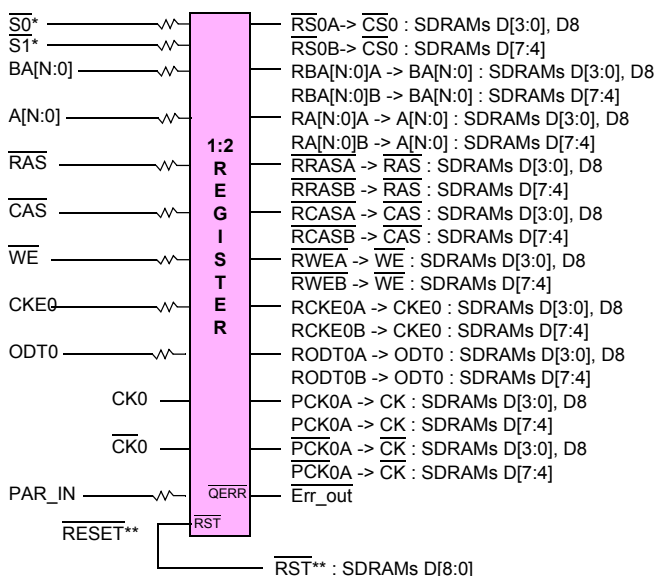 S0*
S1*
BA[N:0]
A[N:0]
RAS
CAS
WE
CKE0
ODT0
CK0
CK0
PAR_IN
RESET**
1:2
R
E
G
I
S
T
E
R
QERR
RST
RS0A-> CS0 : SDRAMs D[3:0], D8
RS0B-> CS0 : SDRAMs D[7:4]
RBA[N:0]A -> BA[N:0] : SDRAMs D[3:0], D8
RBA[N:0]B -> BA[N:0] : SDRAMs D[7:4]
RA[N:0]A -> A[N:0] : SDRAMs D[3:0], D8
RA[N:0]B -> A[N:0] : SDRAMs D[7:4]
RRASA -> RAS : SDRAMs D[3:0], D8
RRASB -> RAS : SDRAMs D[7:4]
RCASA -> CAS : SDRAMs D[3:0], D8
RCASB -> CAS : SDRAMs D[7:4]
RWEA -> WE : SDRAMs D[3:0], D8
RWEB -> WE : SDRAMs D[7:4]
RCKE0A -> CKE0 : SDRAMs D[3:0], D8
RCKE0B -> CKE0 : SDRAMs D[7:4]
RODT0A -> ODT0 : SDRAMs D[3:0], D8
RODT0B -> ODT0 : SDRAMs D[7:4]
PCK0A -> CK : SDRAMs D[3:0], D8
PCK0A -> CK : SDRAMs D[7:4]
PCK0A -> CK : SDRAMs D[3:0], D8
PCK0A -> CK : SDRAMs D[7:4]
Err_out
RST** : SDRAMs D[8:0]